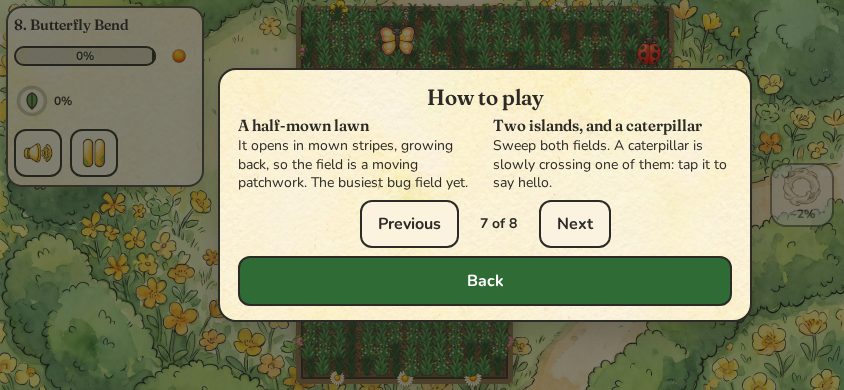 8. Butterfly Bend
0%
0%
How to play
A half-mown lawn
It opens in mown stripes, growing
back, so the field is a moving
patchwork. The busiest bug field yet.
Two islands, and a caterpillar
Sweep both fields. A caterpillar is
slowly crossing one of them: tap it to
say hello.
Previous
7 of 8
Next
Back
-2%